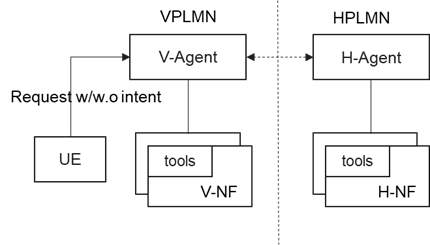 VPLMN
HPLMN
V-Agent
H-Agent
Request w/w.o intent
UE
tools
V-NF
tools
H-NF